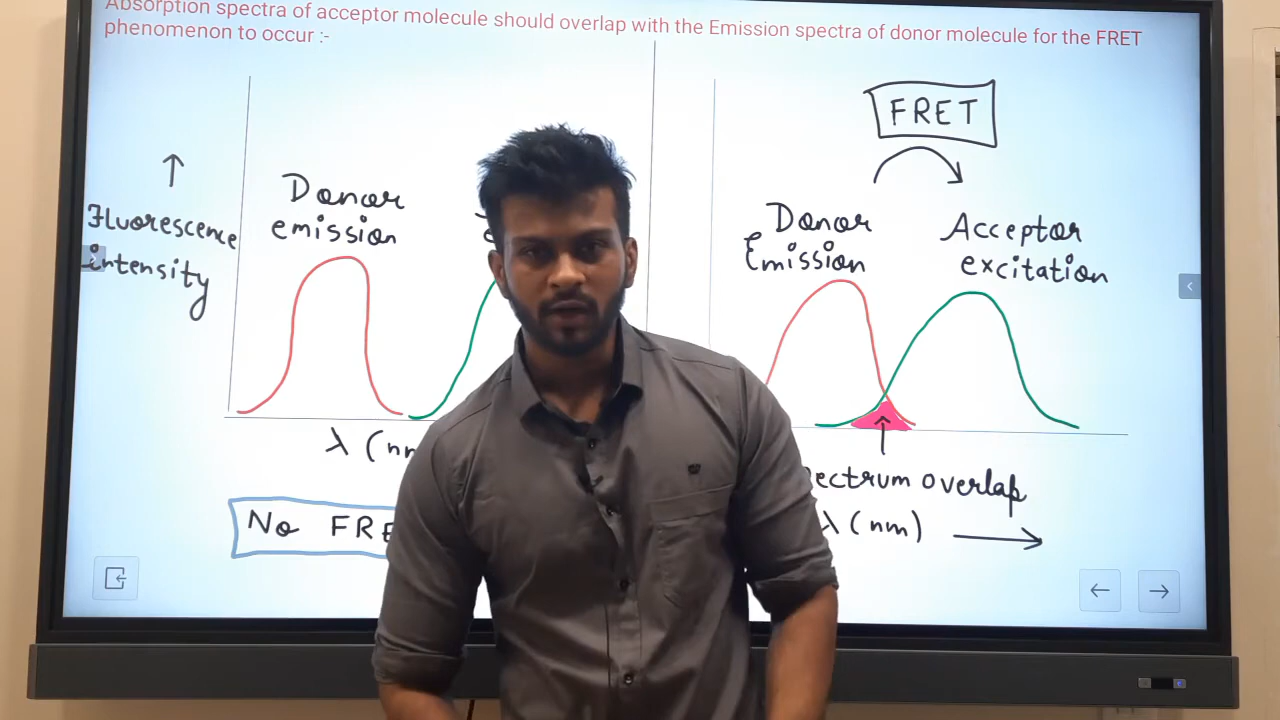 Absorption spectra of acceptor molecule should overlap with the Emission spectra of donor molecule for the FRET
phenomenon to occur :-
↑
Fluorescence
intensity
Donor
emission
λ (nm
No FRE
FRET
Donor
Emission
Acceptor
excitation
ectrum overlap
λ (nm) →